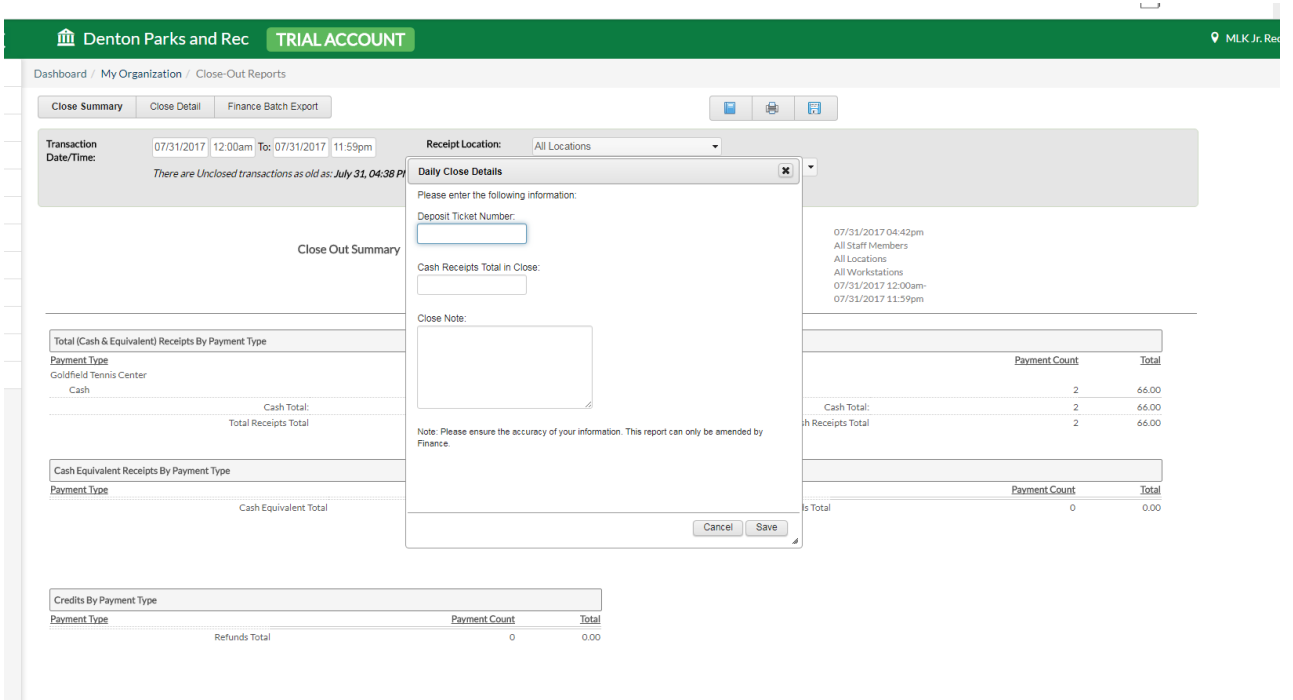 Denton Parks and Rec TRIAL ACCOUNT MLK Jr. Rec
Dashboard / My Organization / Close-Out Reports
Close Summary Close Detail Finance Batch Export
Transaction
Date/Time:
07/31/2017 12:00am To: 07/31/2017 11:59pm
Receipt Location: All Locations
There are Unclosed transactions as old as: July 31, 04:38 P
Daily Close Details
Please enter the following information:
Deposit Ticket Number:
Cash Receipts Total in Close:
Close Note:
Note: Please ensure the accuracy of your information. This report can only be amended by
Finance.
Cancel Save
Close Out Summary
07/31/2017 04:42pm
All Staff Members
All Locations
All Workstations
07/31/2017 12:00am-
07/31/2017 11:59pm
Total (Cash & Equivalent) Receipts By Payment Type
Payment Type Payment Count Total
Goldfield Tennis Center
Cash 2 66.00
Cash Total: Cash Total: 2 66.00
Total Receipts Total sh Receipts Total 2 66.00
Cash Equivalent Receipts By Payment Type
Payment Type Payment Count Total
Cash Equivalent Total ls Total 0 0.00
Credits By Payment Type
Payment Type Payment Count Total
Refunds Total 0 0.00